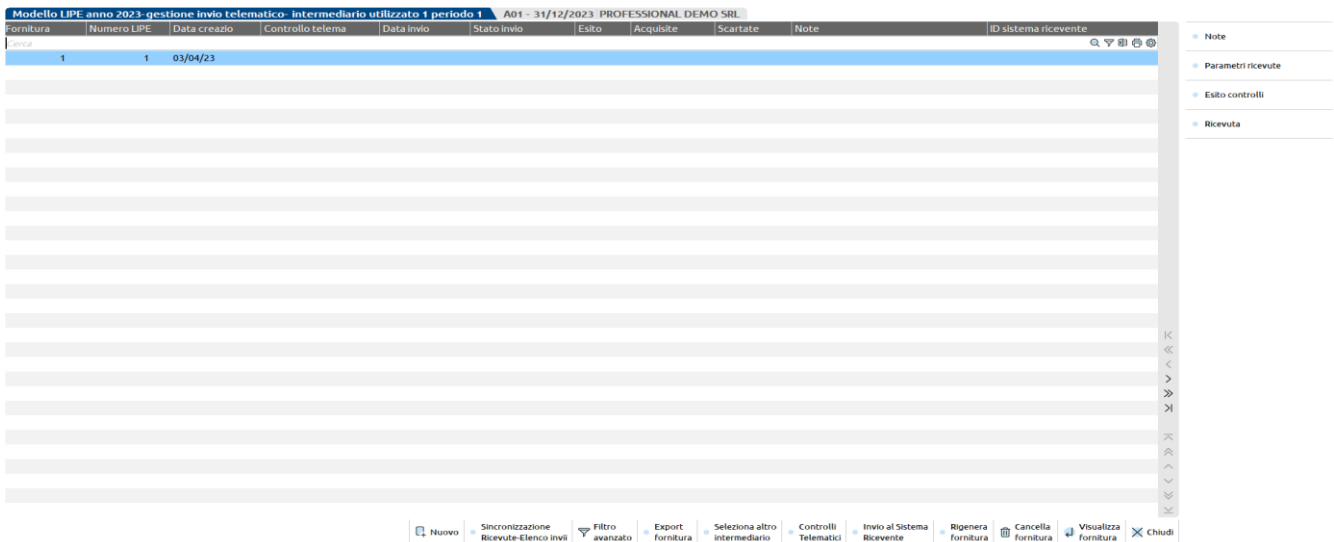 Modello LIPE anno 2023- gestione invio telematico- intermediario utilizzato 1 periodo 1 A01 - 31/12/2023 PROFESSIONAL DEMO SRL
Fornitura Numero LIPE Data creazio Controllo telema Data invio Stato invio Esito Acquisite Scartate Note ID sistema ricevente
Cerca
1 1 03/04/23
Note
Parametri ricevute
Esito controlli
Ricevuta
Nuovo
Sincronizzazione
Ricevute-Elenco invii
Filtro
avanzato
Export
fornitura
Seleziona altro
intermediario
Controlli
Telematici
Invio al Sistema
Ricevente
Rigenera
fornitura
Cancella
fornitura
Visualizza
fornitura
Chiudi